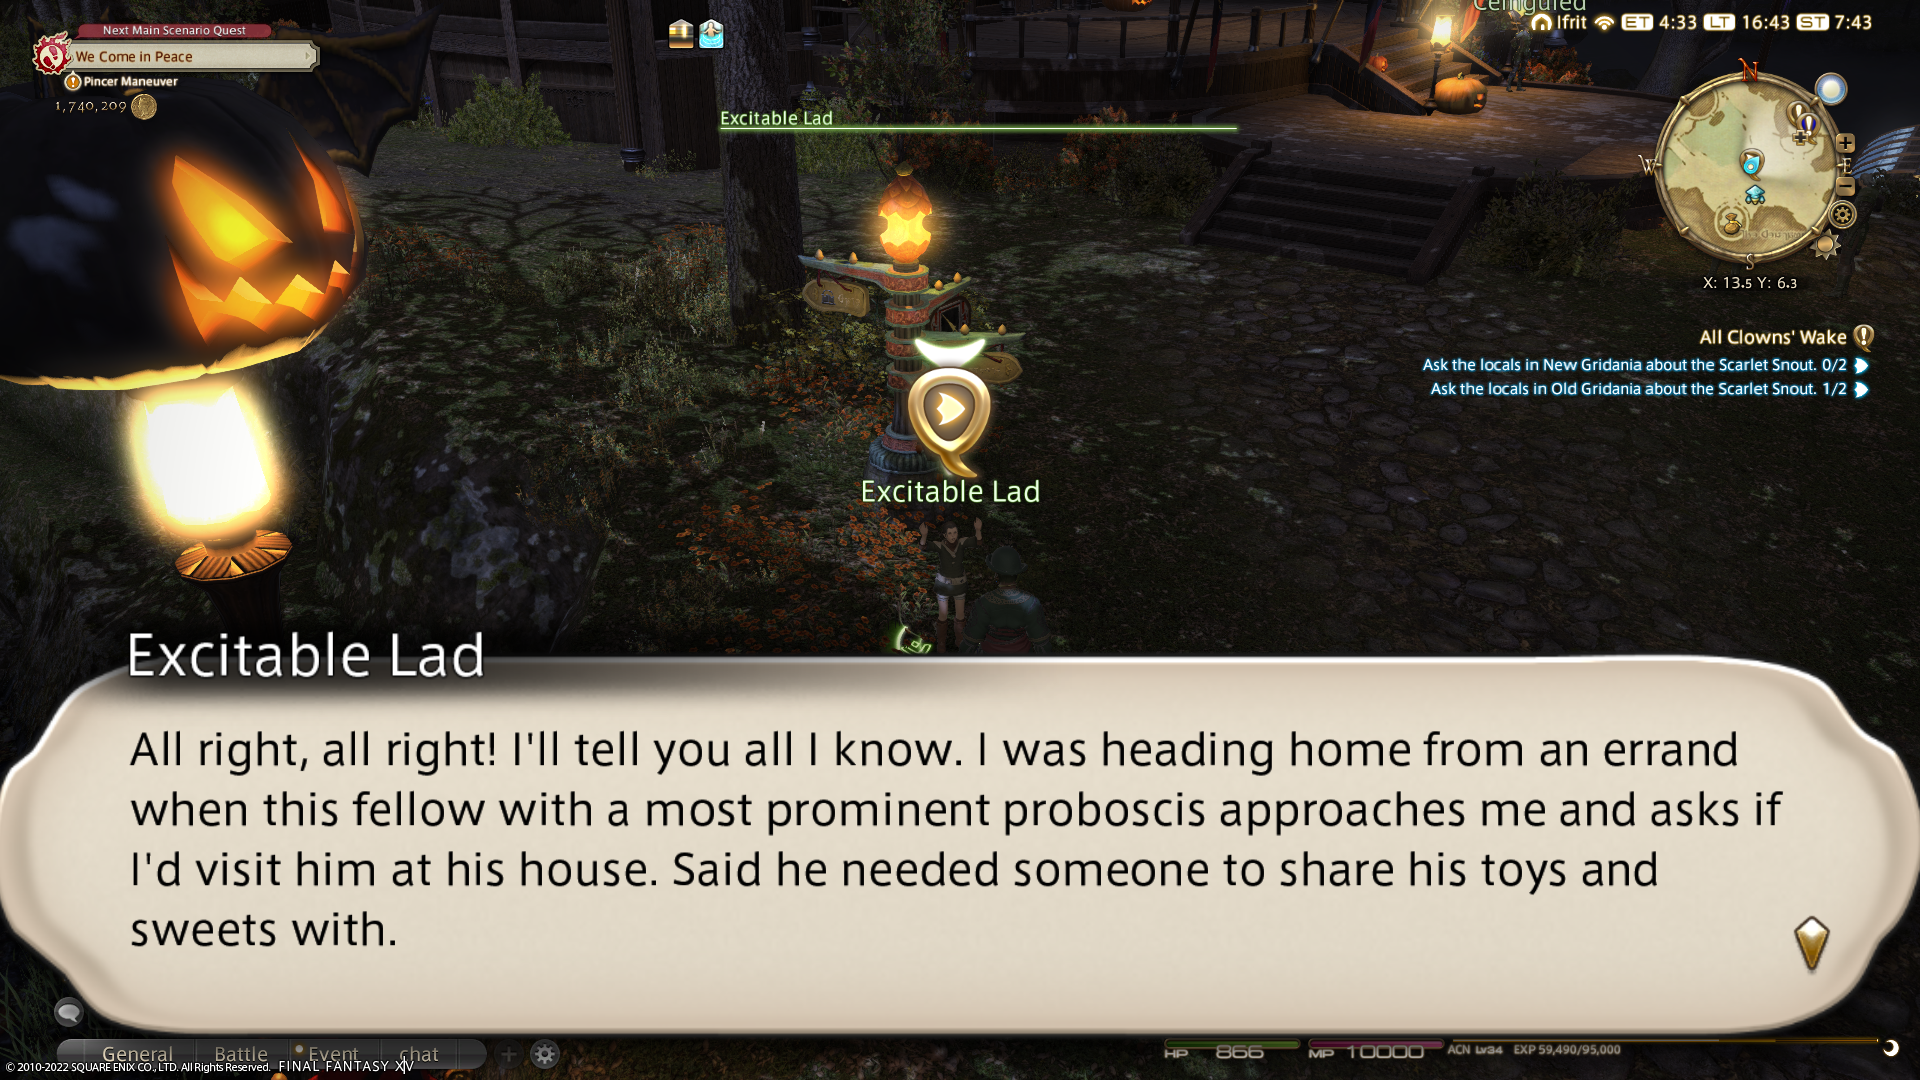 Next Main Scenario Quest
We Come in Peace
Pincer Maneuver
1,740,209
Ceinguled
Ifrit ET 4:33 LT 16:43 ST 7:43
Excitable Lad
N
W
E
S
X: 13.5 Y: 6.3
All Clowns' Wake
Ask the locals in New Gridania about the Scarlet Snout. 0/2
Ask the locals in Old Gridania about the Scarlet Snout. 1/2
Excitable Lad
Excitable Lad
All right, all right! I'll tell you all I know. I was heading home from an errand
when this fellow with a most prominent proboscis approaches me and asks if
I'd visit him at his house. Said he needed someone to share his toys and
sweets with.
General Battle Event chat
HP 866 MP 10000 ACN Lv34 EXP 59,490/95,000
© 2010-2022 SQUARE ENIX CO., LTD. All Rights Reserved. FINAL FANTASY XIV